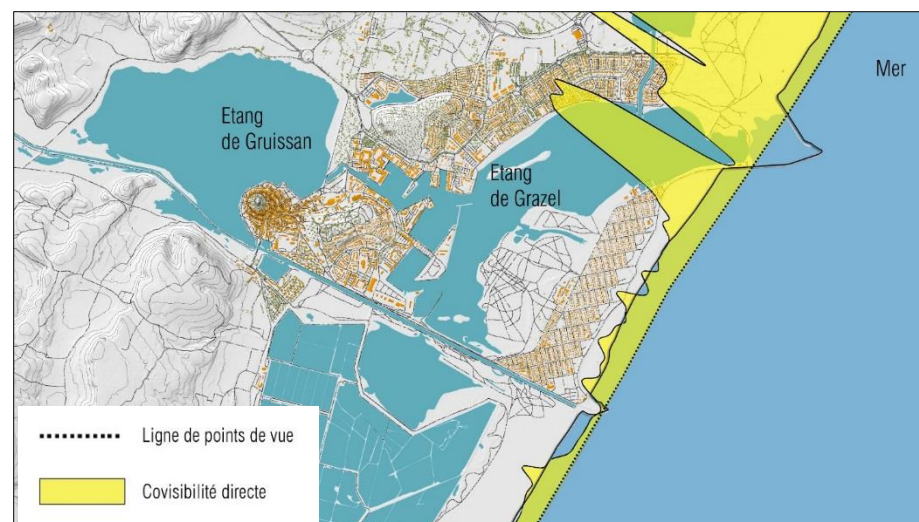 Mer
Etang
de Gruissan
Etang
de Grazel
Ligne de points de vue
Covisibilité directe